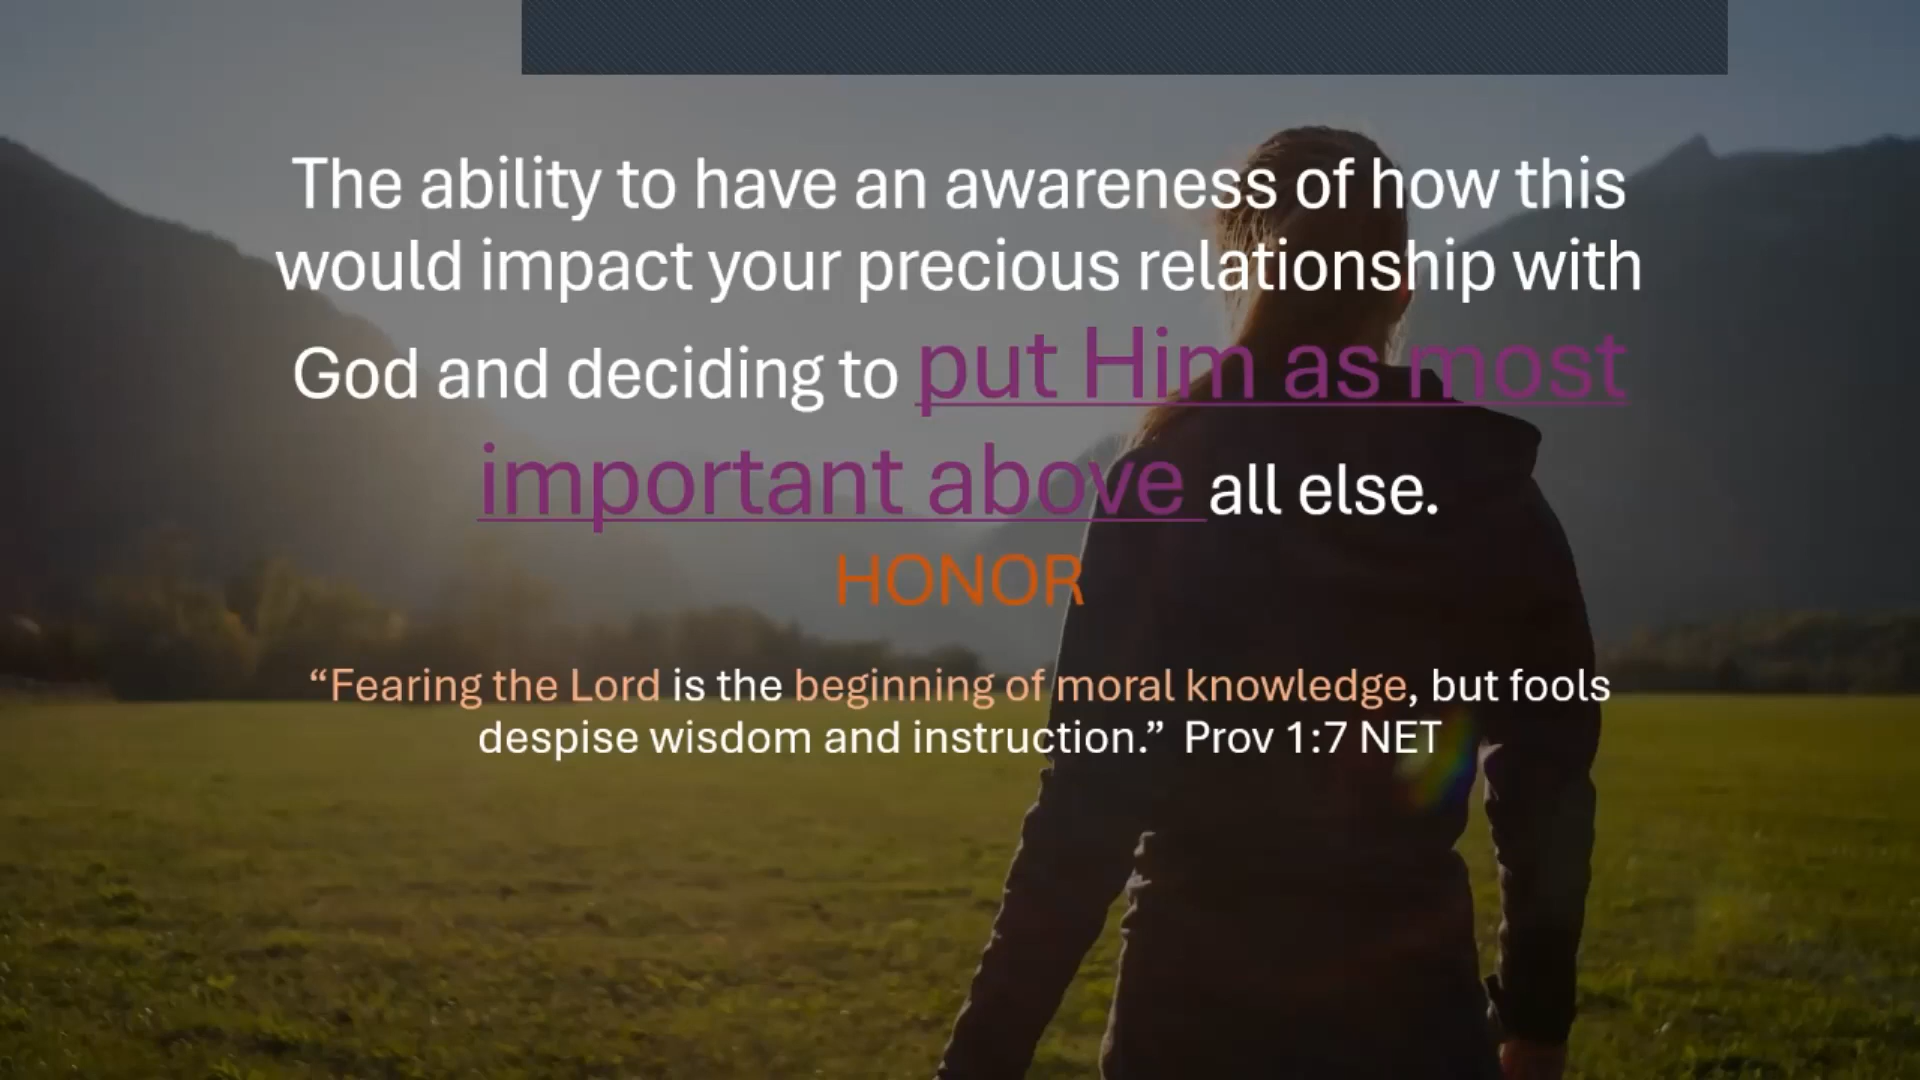 The ability to have an awareness of how this
would impact your precious relationship with
God and deciding to put Him as most
important above all else.
HONOR
“Fearing the Lord is the beginning of moral knowledge, but fools
despise wisdom and instruction.” Prov 1:7 NET